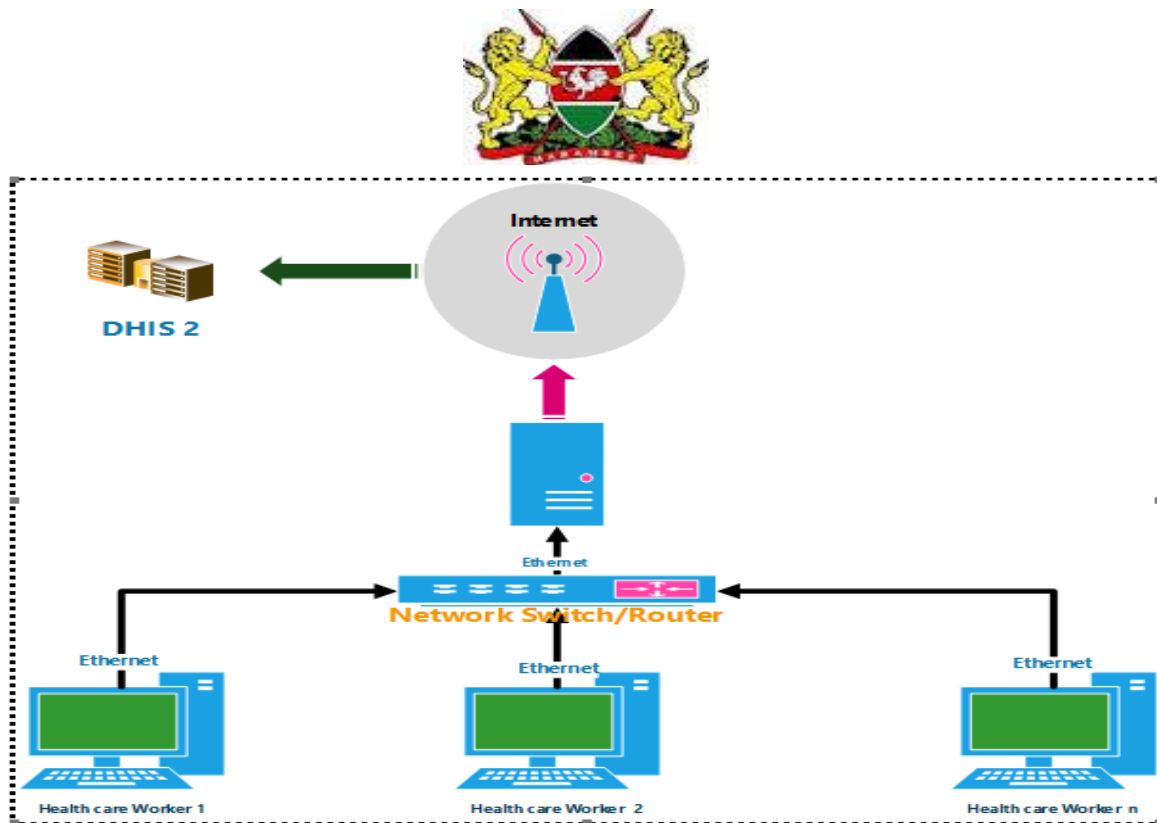 HARAMBEE
Internet
DHIS 2
Ethernet
Network Switch/Router
Ethernet
Ethernet
Ethernet
Health care Worker 1
Health care Worker 2
Health care Worker n